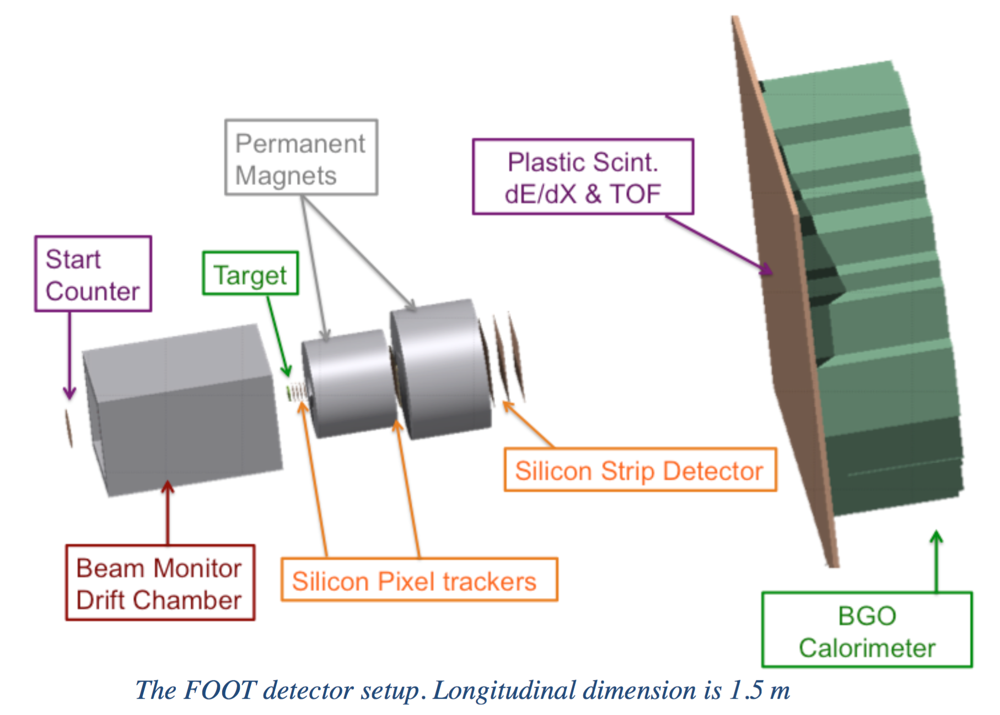 Permanent
Magnets
Plastic Scint.
dE/dX & TOF
Start
Counter
Target
Silicon Strip Detector
Beam Monitor
Drift Chamber
Silicon Pixel trackers
BGO
Calorimeter
The FOOT detector setup. Longitudinal dimension is 1.5 m